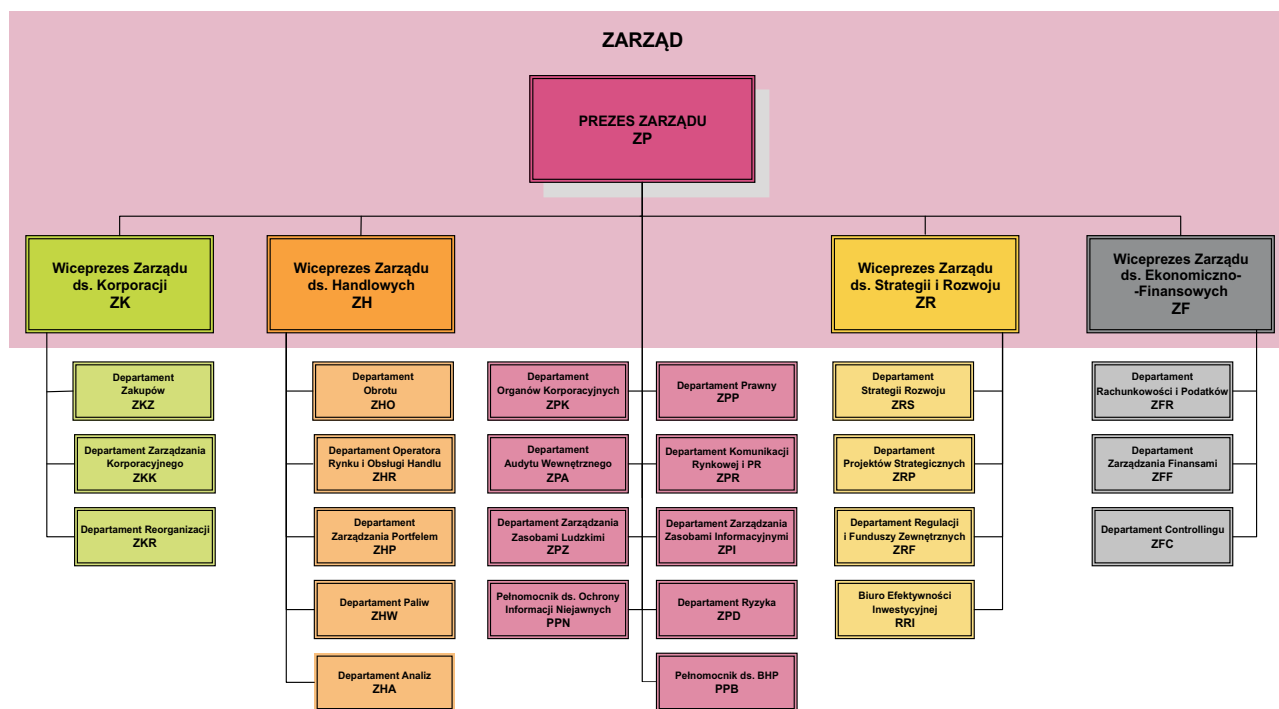 ZARZĄD
PREZES ZARZĄDU
ZP
Wiceprezes Zarządu
ds. Korporacji
ZK
Wiceprezes Zarządu
ds. Handlowych
ZH
Wiceprezes Zarządu
ds. Strategii i Rozwoju
ZR
Wiceprezes Zarządu
ds. Ekonomiczno-
-Finansowych
ZF
Departament
Zakupów
ZKZ
Departament Zarządzania
Korporacyjnego
ZKK
Departament Reorganizacji
ZKR
Departament
Obrotu
ZHO
Departament Operatora
Rynku i Obsługi Handlu
ZHR
Departament
Zarządzania Portfelem
ZHP
Departament Paliw
ZHW
Departament Analiz
ZHA
Departament
Organów Korporacyjnych
ZPK
Departament
Audytu Wewnętrznego
ZPA
Departament Zarządzania
Zasobami Ludzkimi
ZPZ
Pełnomocnik ds. Ochrony
Informacji Niejawnych
PPN
Departament Prawny
ZPP
Departament Komunikacji
Rynkowej i PR
ZPR
Departament Zarządzania
Zasobami Informacyjnymi
ZPI
Departament Ryzyka
ZPD
Pełnomocnik ds. BHP
PPB
Departament
Strategii Rozwoju
ZRS
Departament
Projektów Strategicznych
ZRP
Departament Regulacji
i Funduszy Zewnętrznych
ZRF
Biuro Efektywności
Inwestycyjnej
RRI
Departament
Rachunkowości i Podatków
ZFR
Departament
Zarządzania Finansami
ZFF
Departament Controllingu
ZFC